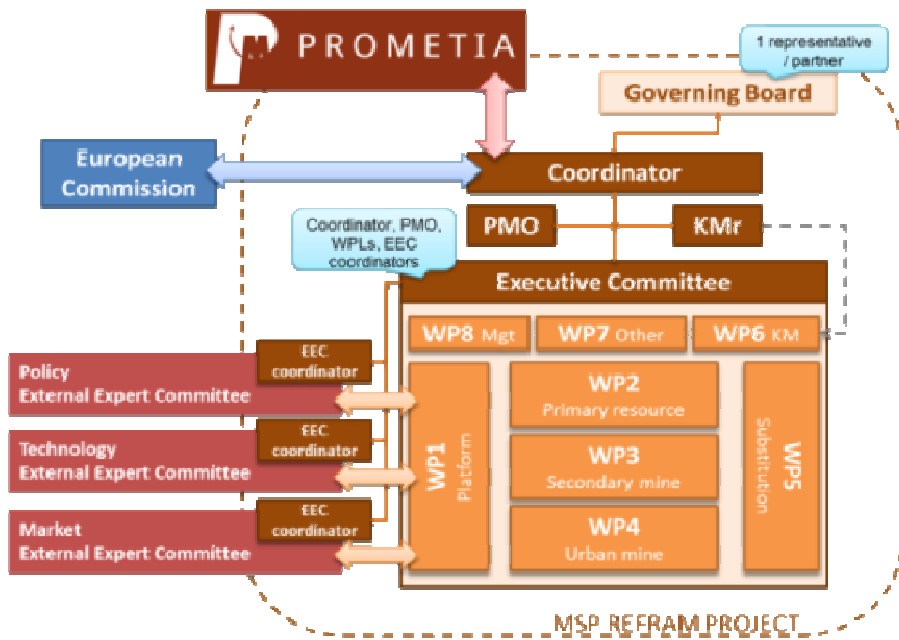 PROMETIA
1 representative
/ partner
Governing Board
European
Commission
Coordinator
PMO
KMr
Coordinator, PMO,
WPLs, EEC
coordinators
Executive Committee
WP8 Mgt
WP7 Other
WP6 KM
EEC
coordinator
Policy
External Expert Committee
WP2
Primary resource
EEC
coordinator
Technology
External Expert Committee
WP1
Platform
WP3
Secondary mine
WP5
Substitution
EEC
coordinator
Market
External Expert Committee
WP4
Urban mine
MSP REFRAM PROJECT